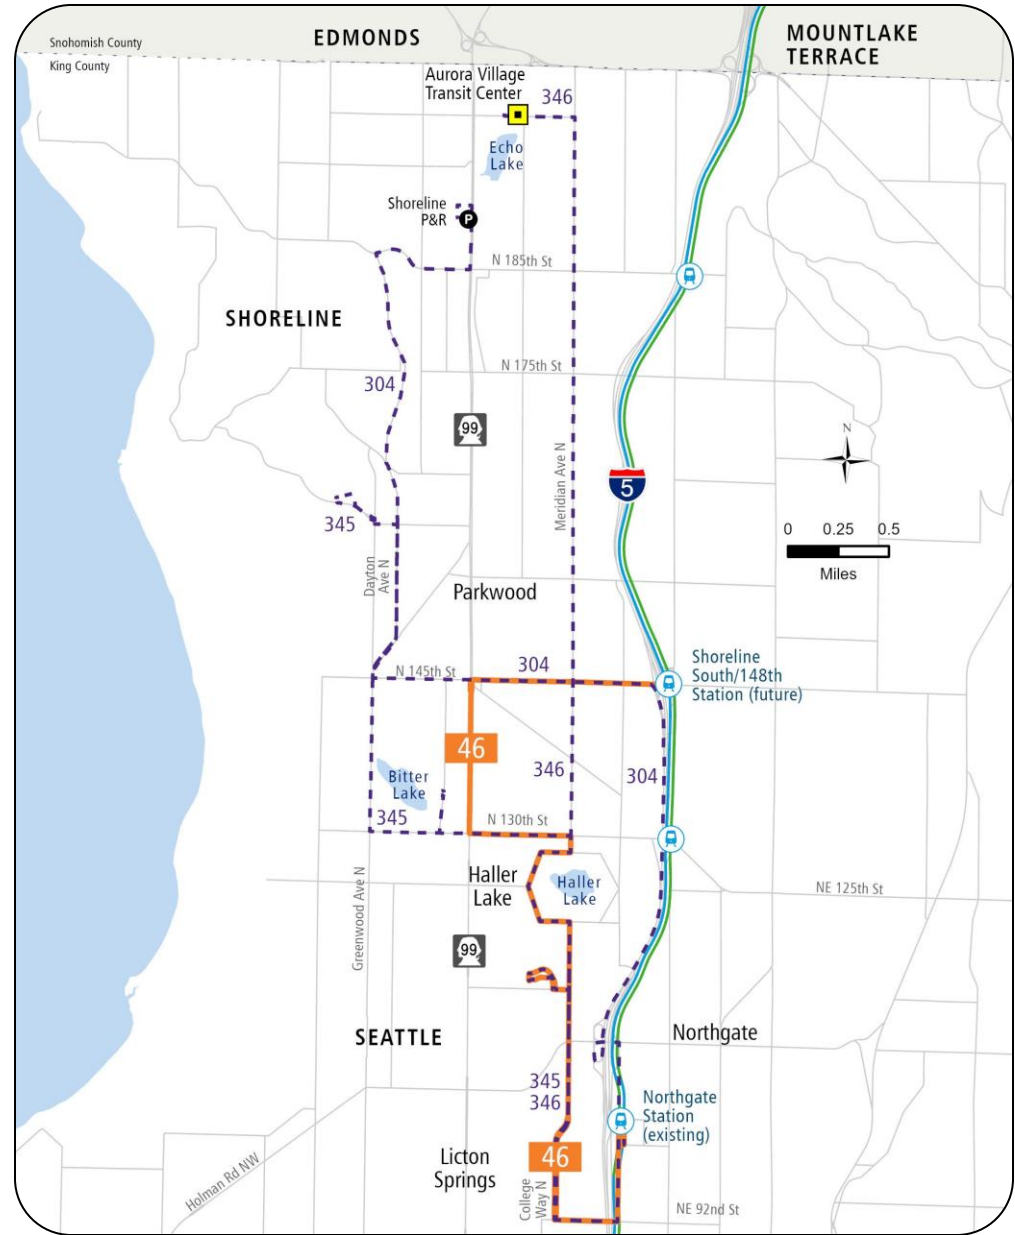 Snohomish County
King County
EDMONDS
MOUNTLAKE
TERRACE
Aurora Village
Transit Center
346
Echo
Lake
Shoreline
P&R
P
N 185th St
SHORELINE
N 175th St
304
99
N
Meridian Ave N
5
345
0 0.25 0.5
Miles
Dayton
Ave N
Parkwood
N 145th St
304
Shoreline
South/148th
Station (future)
46
346
304
Bitter
Lake
345
N 130th St
Haller
Lake
Haller
Lake
NE 125th St
Greenwood Ave N
99
SEATTLE
Northgate
345
346
Northgate
Station
(existing)
46
Licton
Springs
College
Way N
Holman Rd NW
NE 92nd St